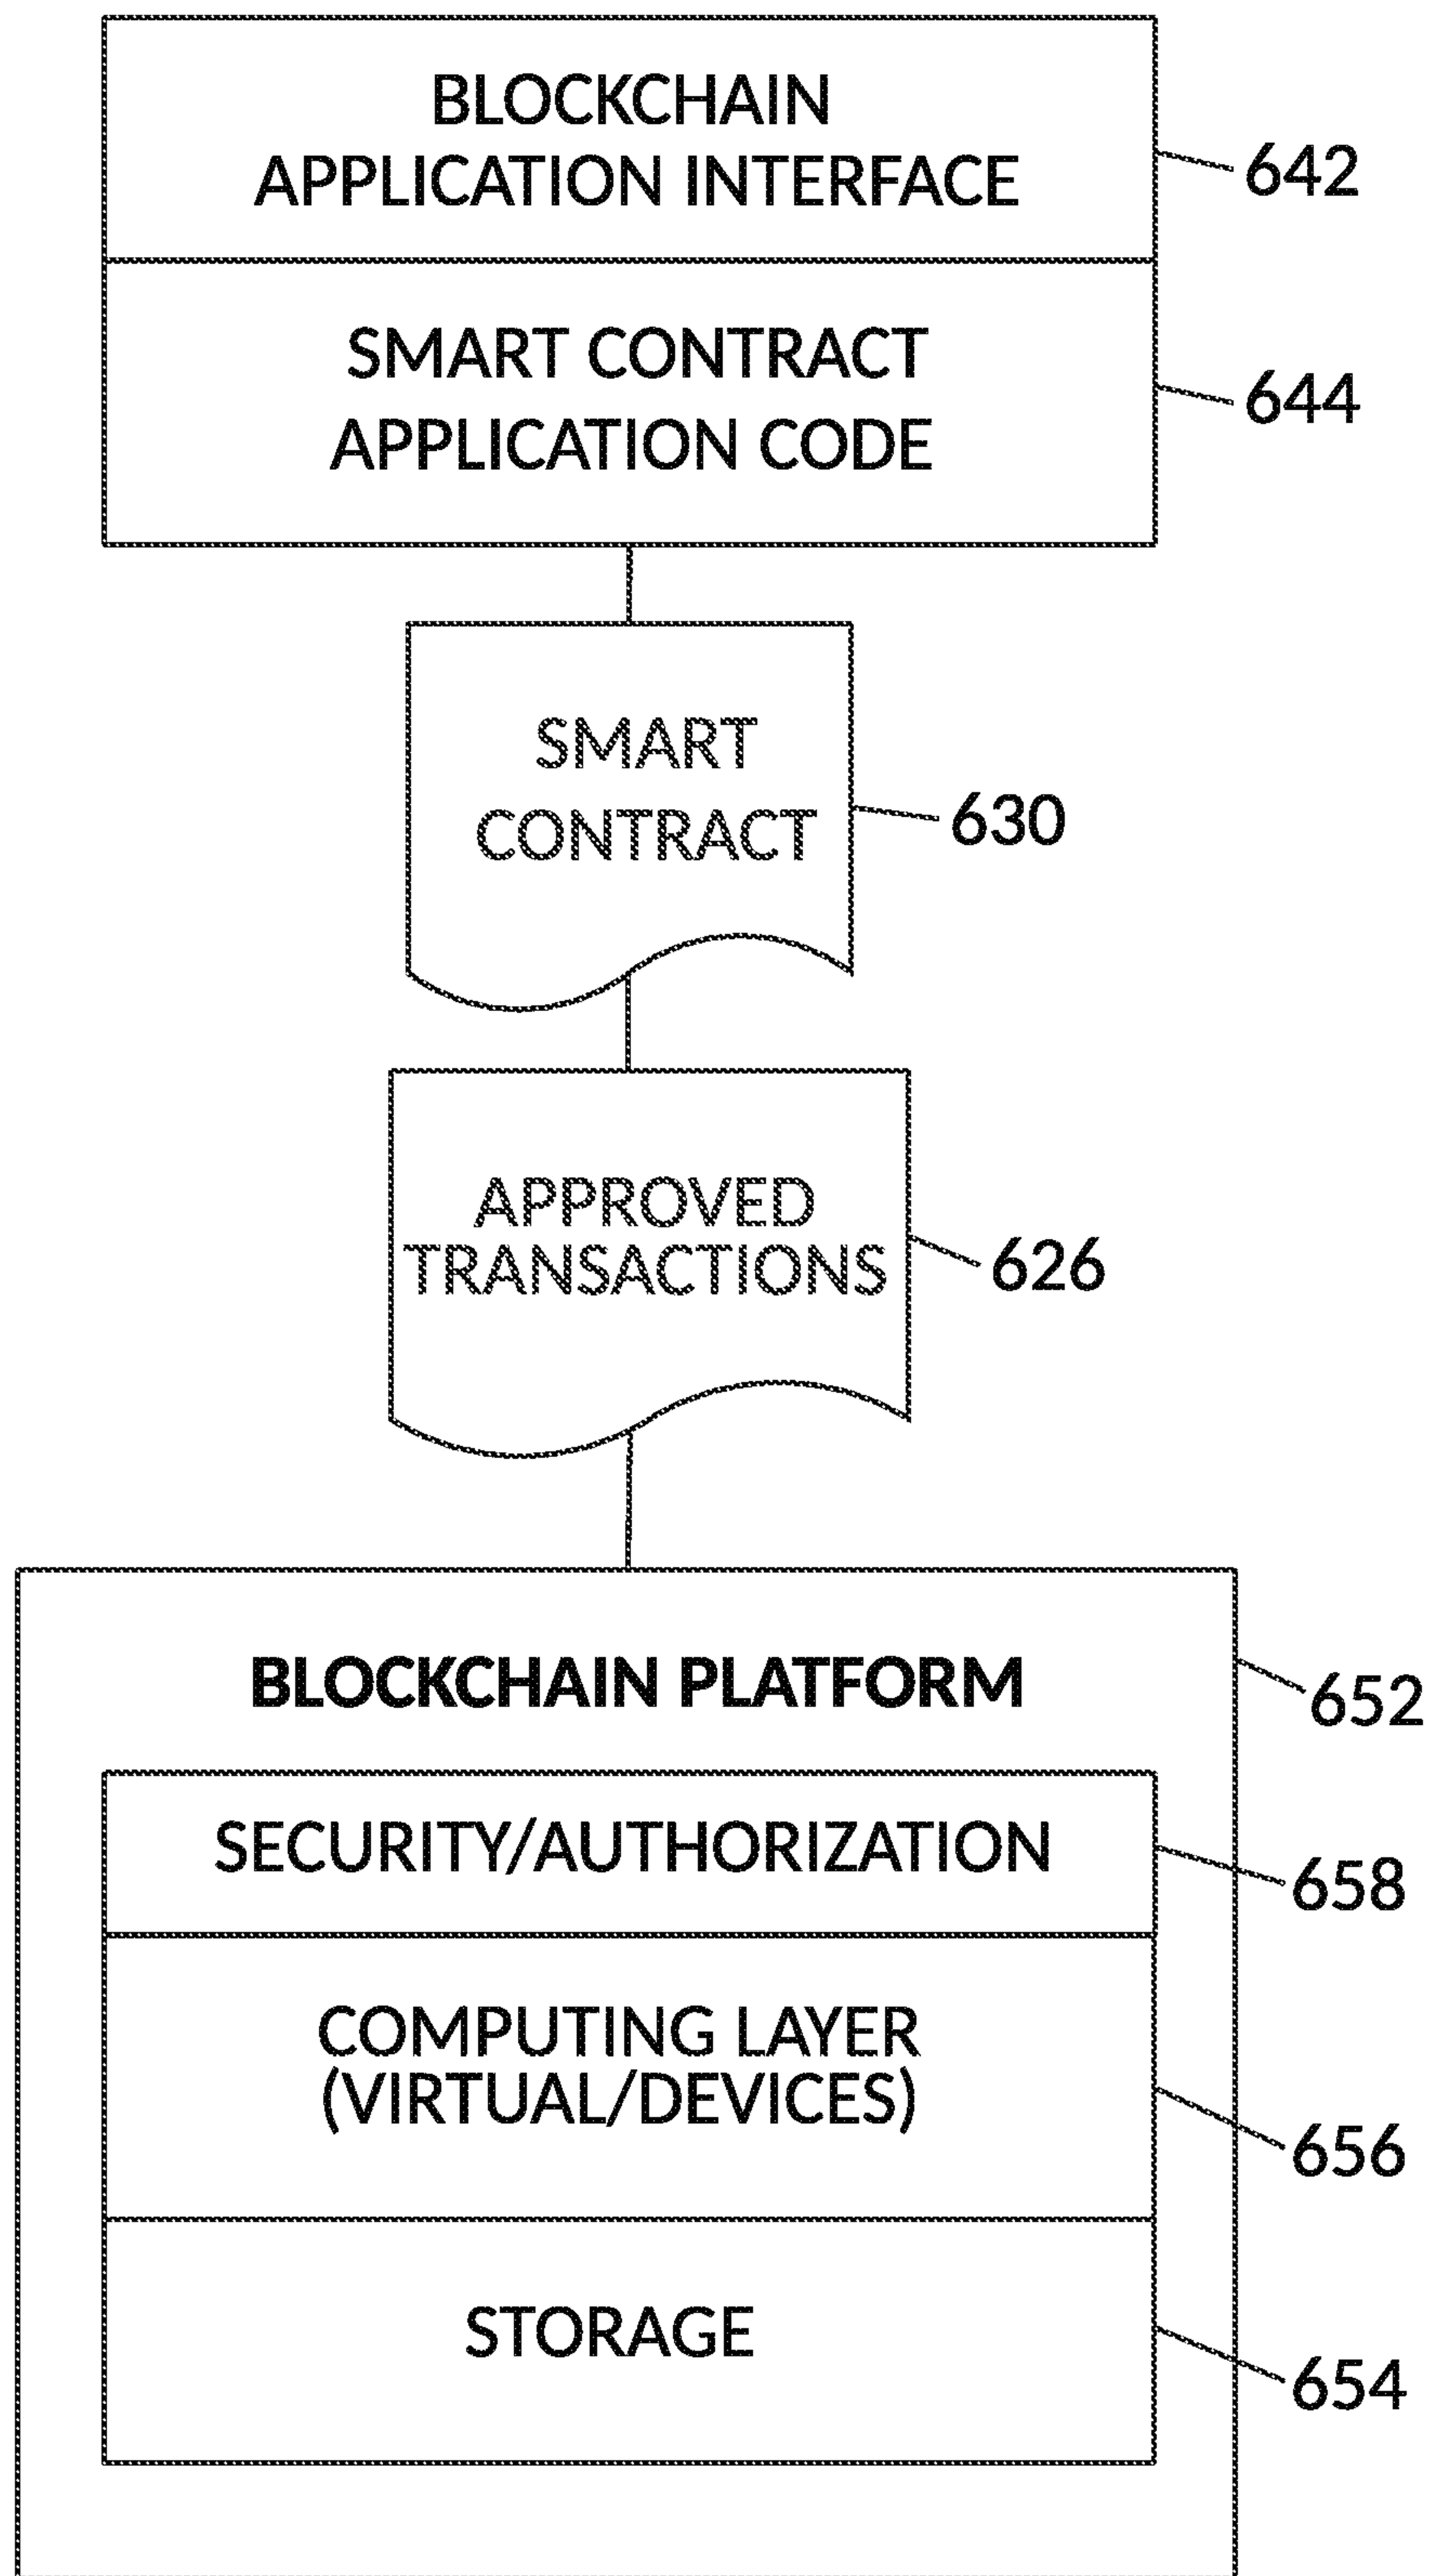 BLOCKCHAIN
APPLICATION INTERFACE
642
SMART CONTRACT
APPLICATION CODE
644
SMART
CONTRACT
630
APPROVED
TRANSACTIONS
626
BLOCKCHAIN PLATFORM
652
SECURITY/AUTHORIZATION
658
COMPUTING LAYER
(VIRTUAL/DEVICES)
656
STORAGE
654